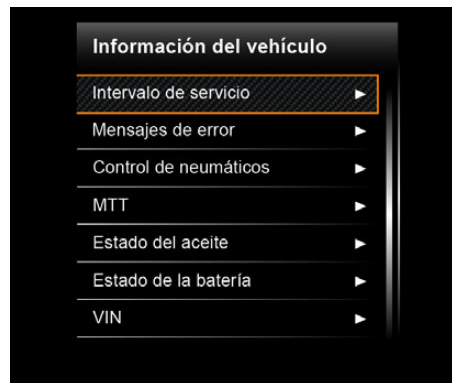 Información del vehículo
Intervalo de servicio
Mensajes de error
Control de neumáticos
MTT
Estado del aceite
Estado de la batería
VIN